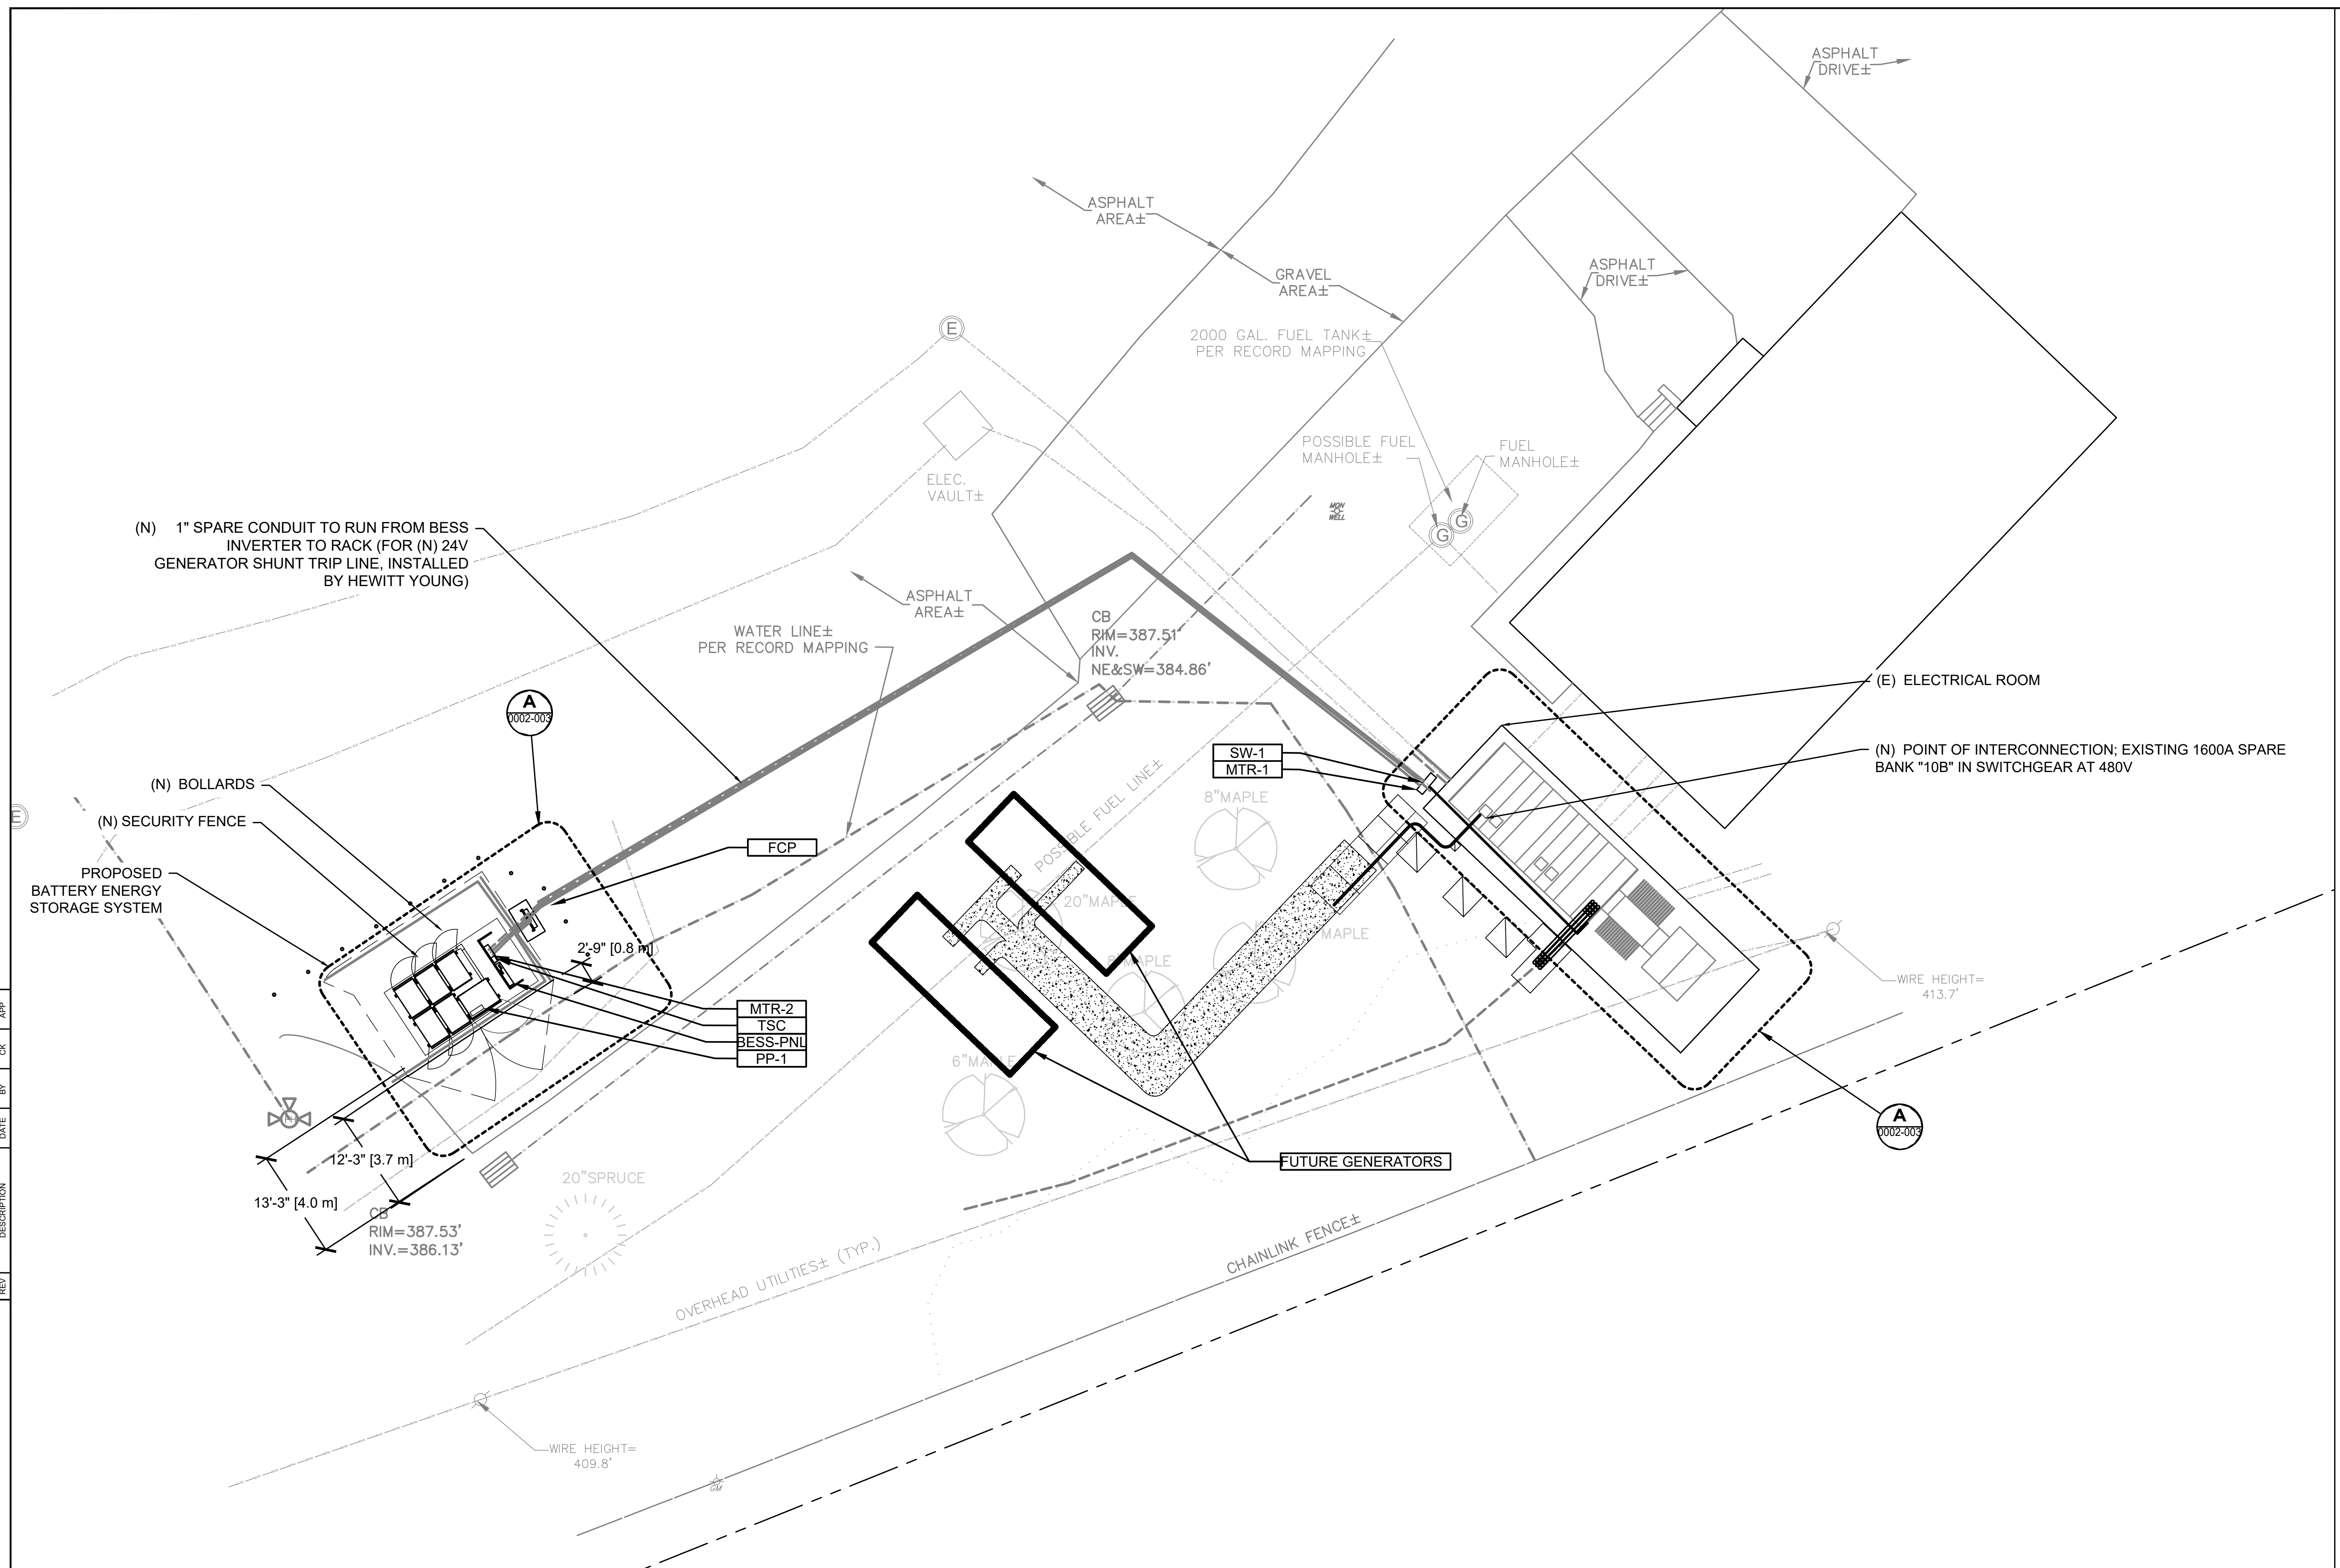 ASPHALT
DRIVE±
ASPHALT
AREA±
GRAVEL
AREA±
ASPHALT
DRIVE±
2000 GAL. FUEL TANK±
PER RECORD MAPPING
E
POSSIBLE FUEL
MANHOLE±
FUEL
MANHOLE±
G
G
ELEC.
VAULT±
MON
WELL
(N) 1" SPARE CONDUIT TO RUN FROM BESS
INVERTER TO RACK (FOR (N) 24V
GENERATOR SHUNT TRIP LINE, INSTALLED
BY HEWITT YOUNG)
ASPHALT
AREA±
WATER LINE±
PER RECORD MAPPING
CB
RIM=387.51'
INV.
NE&SW=384.86'
(E) ELECTRICAL ROOM
A
0002-003
SW-1
MTR-1
(N) POINT OF INTERCONNECTION; EXISTING 1600A SPARE
BANK "10B" IN SWITCHGEAR AT 480V
(N) BOLLARDS
(N) SECURITY FENCE
E
PROPOSED
BATTERY ENERGY
STORAGE SYSTEM
FCP
POSSIBLE FUEL LINE±
8"MAPLE
20"MAPLE
MAPLE
8"MAPLE
2'-9" [0.8 m]
MTR-2
TSC
BESS-PNL
PP-1
6"MAPLE
WIRE HEIGHT=
413.7'
A
0002-003
FUTURE GENERATORS
12'-3" [3.7 m]
13'-3" [4.0 m]
20"SPRUCE
CB
RIM=387.53'
INV.=386.13'
OVERHEAD UTILITIES± (TYP.)
CHAINLINK FENCE±
WIRE HEIGHT=
409.8'
GM
APP
CK
BY
DATE
DESCRIPTION
REV